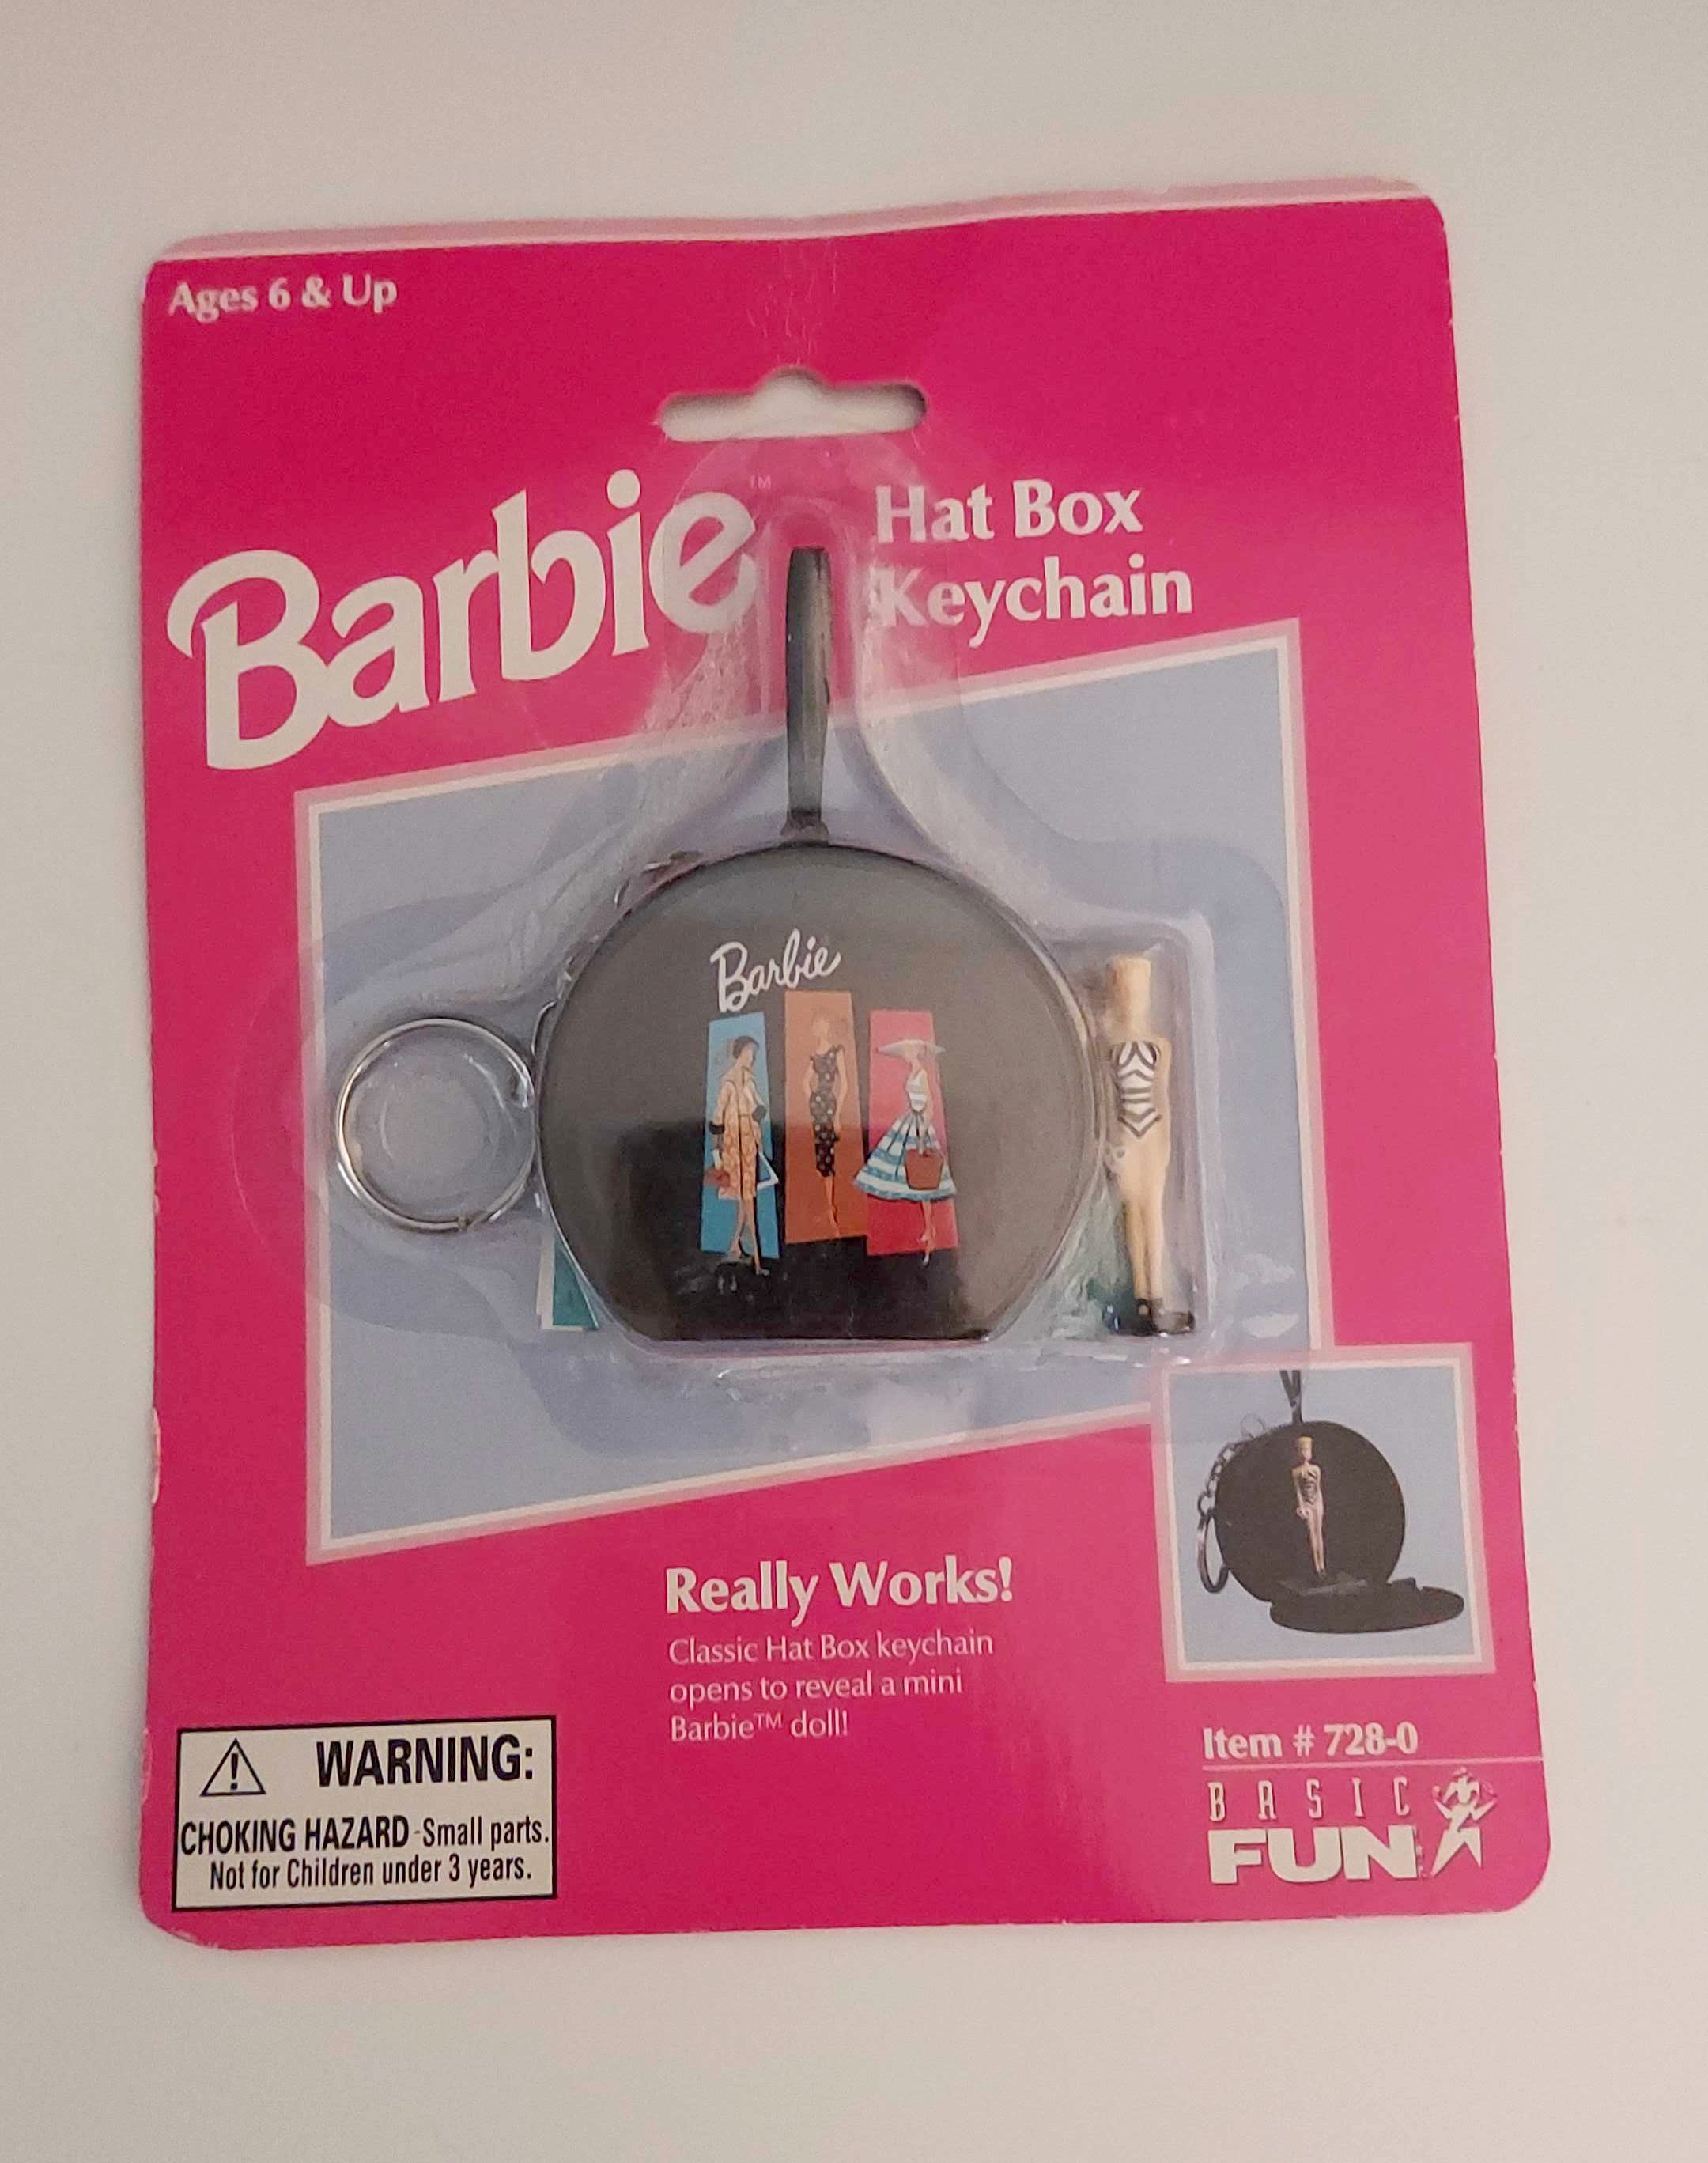 Ages 6 & Up
Barbie™
Hat Box
Keychain
Barbie
Really Works!
Classic Hat Box keychain
opens to reveal a mini
Barbie™ doll!
WARNING:
CHOKING HAZARD-Small parts.
Not for Children under 3 years.
Item # 728-0
BASIC
FUN